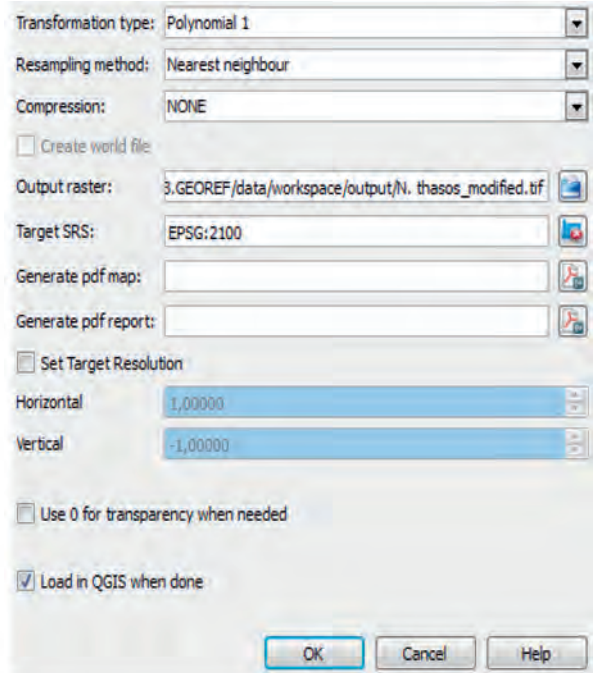 Transformation type: Polynomial 1
Resampling method: Nearest neighbour
Compression: NONE
Create world file
Output raster: 3.GEOREF/data/workspace/output/N. thasos_modified.tif
Target SRS: EPSG:2100
Generate pdf map:
Generate pdf report:
Set Target Resolution
Horizontal 1,00000
Vertical -1,00000
Use 0 for transparency when needed
Load in QGIS when done
OK Cancel Help